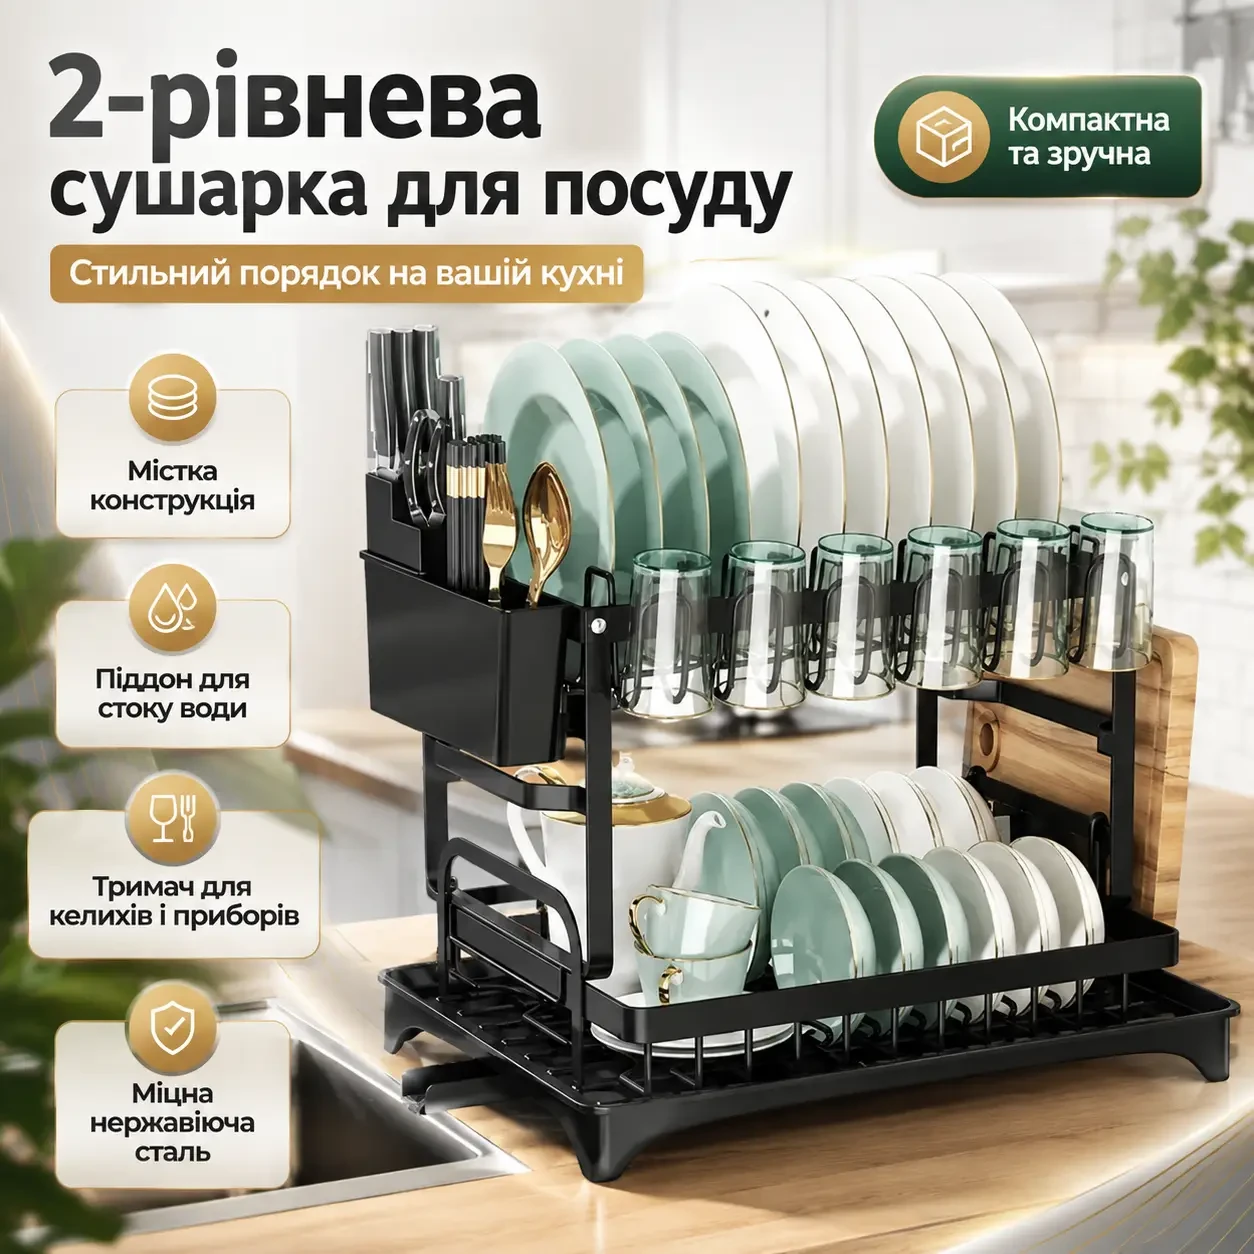 2-рівнева
сушарка для посуду
Стильний порядок на вашій кухні
Компактна
та зручна
Містка
конструкція
Піддон для
стоку води
Тримач для
келихів і приборів
Міцна
нержавіюча
сталь